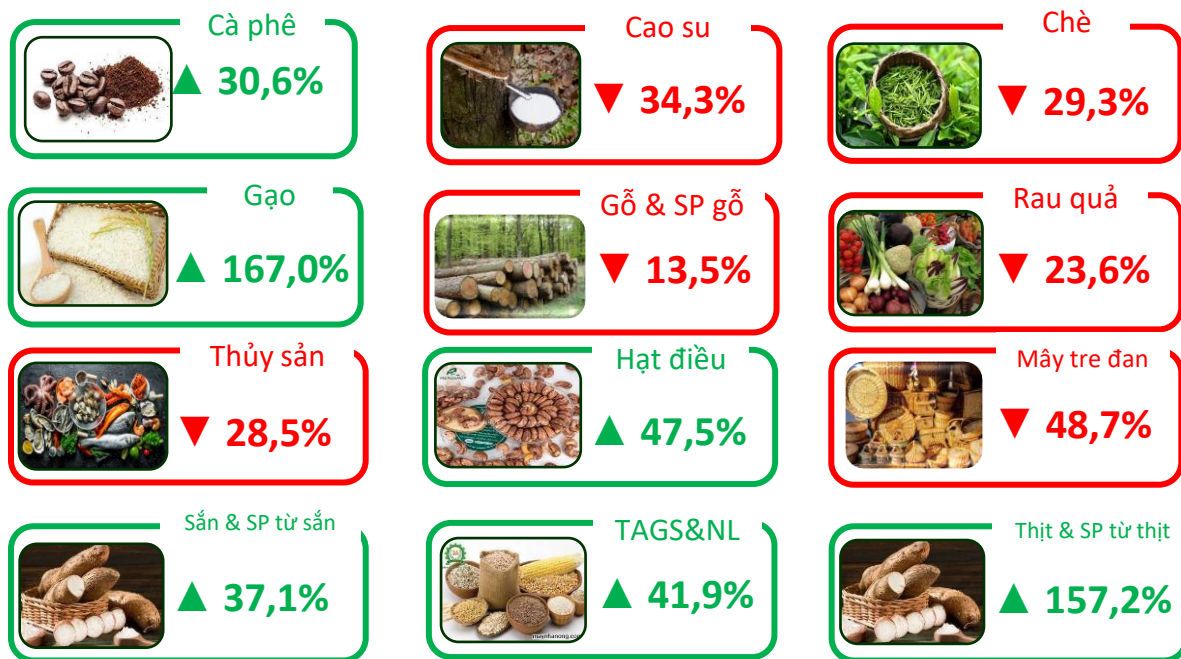 Cà phê
▲ 30,6%
Cao su
▼ 34,3%
Chè
▼ 29,3%
Gạo
▲ 167,0%
Gỗ & SP gỗ
▼ 13,5%
Rau quả
▼ 23,6%
Thủy sản
▼ 28,5%
Hạt điều
▲ 47,5%
Mây tre đan
▼ 48,7%
Sắn & SP từ sắn
▲ 37,1%
TAGS&NL
▲ 41,9%
Thịt & SP từ thịt
▲ 157,2%